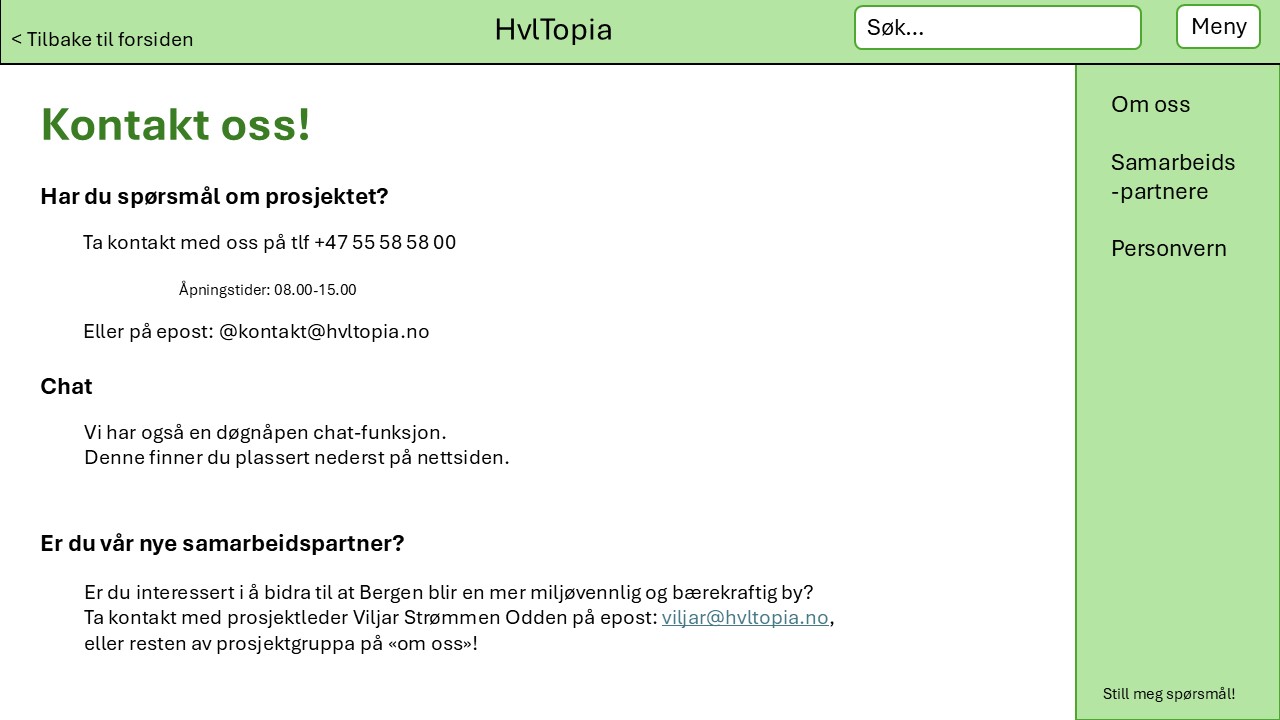 < Tilbake til forsiden
HvlTopia
Søk...
Meny
Kontakt oss!
Har du spørsmål om prosjektet?
Ta kontakt med oss på tlf +47 55 58 58 00
Åpningstider: 08.00-15.00
Eller på epost: @kontakt@hvltopia.no
Chat
Vi har også en døgnåpen chat-funksjon.
Denne finner du plassert nederst på nettsiden.
Er du vår nye samarbeidspartner?
Er du interessert i å bidra til at Bergen blir en mer miljøvennlig og bærekraftig by?
Ta kontakt med prosjektleder Viljar Strømmen Odden på epost: viljar@hvltopia.no,
eller resten av prosjektgruppa på «om oss»!
Om oss
Samarbeids
-partnere
Personvern
Still meg spørsmål!